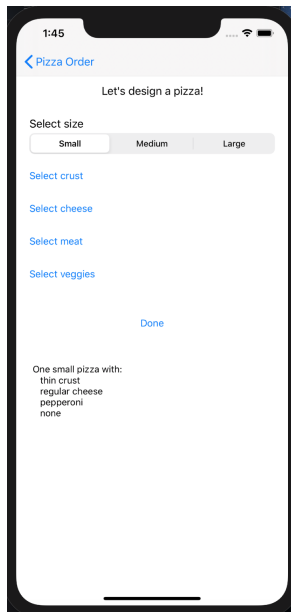 1:45
Pizza Order
Let's design a pizza!
Select size
Small Medium Large
Select crust
Select cheese
Select meat
Select veggies
Done
One small pizza with:
thin crust
regular cheese
pepperoni
none